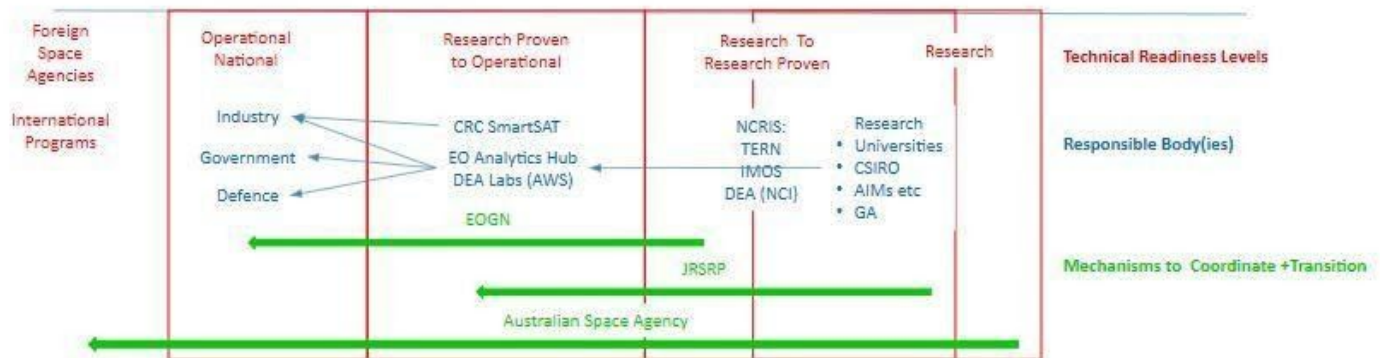 Foreign
Space
Agencies
International
Programs
Operational
National
Industry
Government
Defence
Research Proven
to Operational
CRC SmartSAT
EO Analytics Hub
DEA Labs (AWS)
EOGN
Research To
Research Proven
NCRIS:
TERN
IMOS
DEA (NCI)
JRSRP
Australian Space Agency
Research
Research
• Universities
• CSIRO
• AIMs etc
• GA
Technical Readiness Levels
Responsible Body(ies)
Mechanisms to Coordinate +Transition